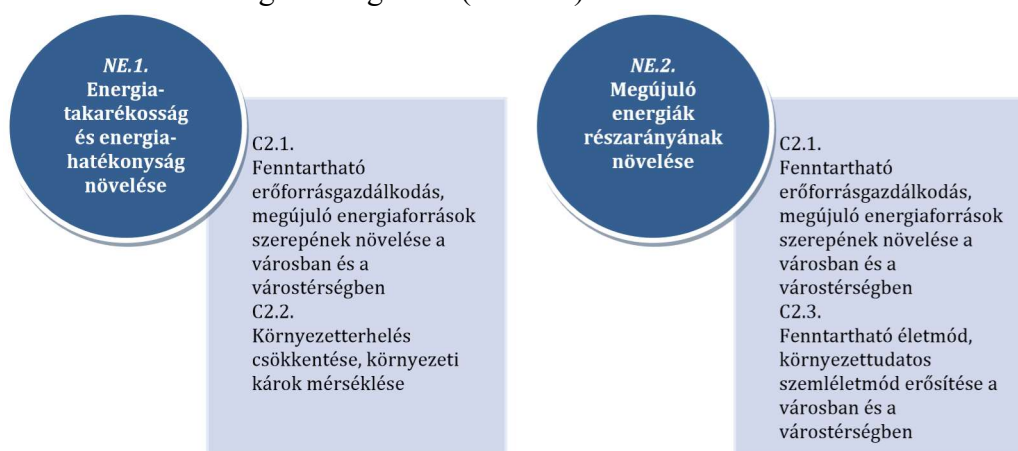 NE.1.
Energia-
takarékosság
és energia-
hatékonyság
növelése
C2.1.
Fenntartható
erőforrásgazdálkodás,
megújuló energiaforrások
szerepének növelése a
városban és a
várostérségben
C2.2.
Környezetterhelés
csökkentése, környezeti
károk mérséklése
NE.2.
Megújuló
energiák
részarányának
növelése
C2.1.
Fenntartható
erőforrásgazdálkodás,
megújuló energiaforrások
szerepének növelése a
városban és a
várostérségben
C2.3.
Fenntartható életmód,
környezettudatos
szemléletmód erősítése a
városban és a
várostérségben